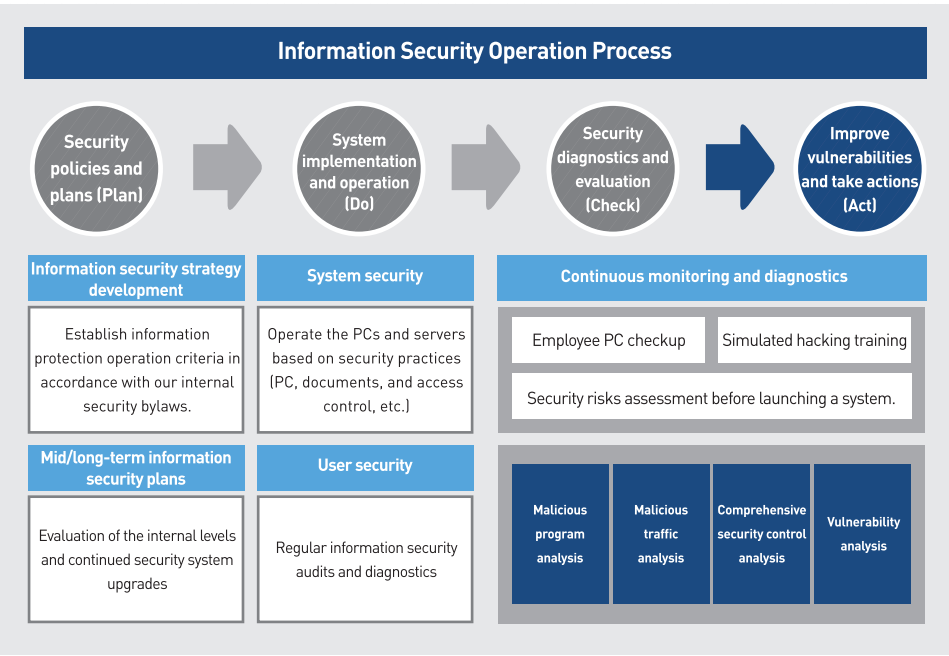 Information Security Operation Process
Security
policies and
plans (Plan)
System
implementation
and operation
(Do)
Security
diagnostics and
evaluation
(Check)
Improve
vulnerabilities
and take actions
(Act)
Information security strategy
development
Establish information
protection operation criteria in
accordance with our internal
security bylaws.
System security
Operate the PCs and servers
based on security practices
(PC, documents, and access
control, etc.)
Continuous monitoring and diagnostics
Employee PC checkup
Simulated hacking training
Security risks assessment before launching a system.
Mid/long-term information
security plans
Evaluation of the internal levels
and continued security system
upgrades
User security
Regular information security
audits and diagnostics
Malicious
program
analysis
Malicious
traffic
analysis
Comprehensive
security control
analysis
Vulnerability
analysis